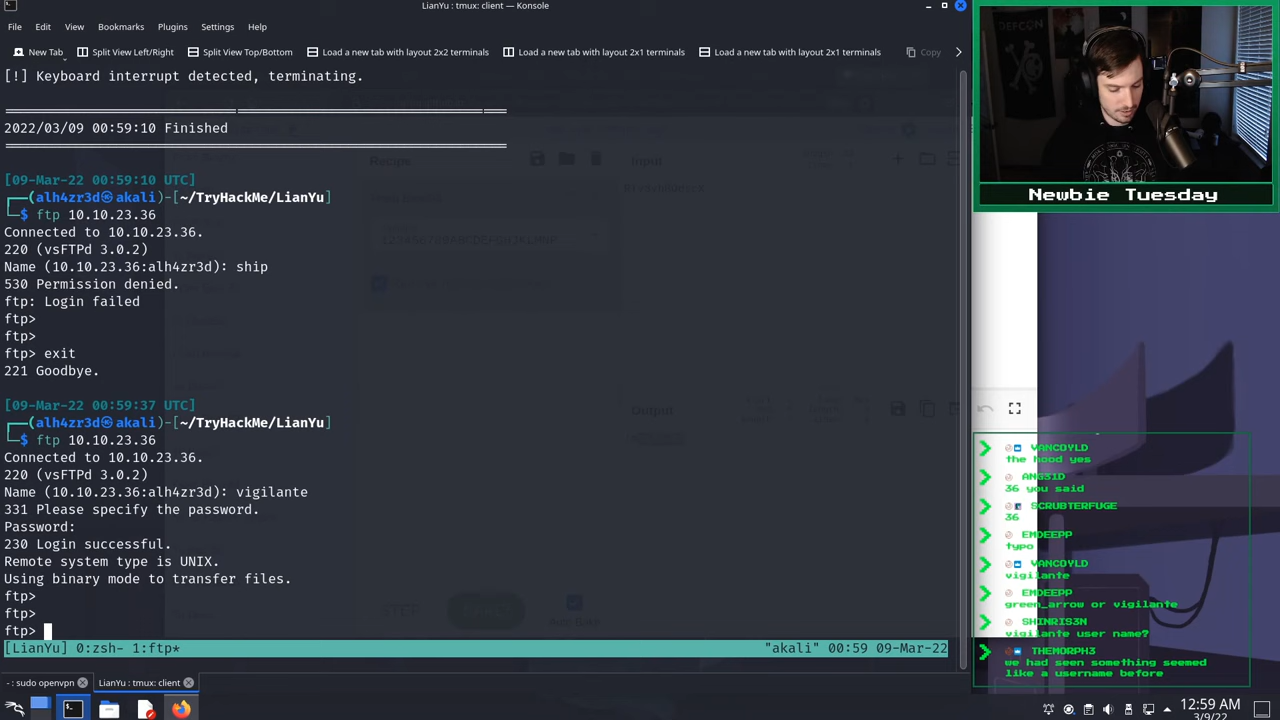 LianYu : tmux: client — Konsole
File Edit View Bookmarks Plugins Settings Help
New Tab Split View Left/Right Split View Top/Bottom Load a new tab with layout 2x2 terminals Load a new tab with layout 2x1 terminals Load a new tab with layout 2x1 terminals Copy
[!] Keyboard interrupt detected, terminating.
2022/03/09 00:59:10 Finished
[09-Mar-22 00:59:10 UTC]
(alh4zr3d㉿akali)-[~/TryHackMe/LianYu]
$ ftp 10.10.23.36
Connected to 10.10.23.36.
220 (vsFTPd 3.0.2)
Name (10.10.23.36:alh4zr3d): ship
530 Permission denied.
ftp: Login failed
ftp>
ftp>
ftp> exit
221 Goodbye.
[09-Mar-22 00:59:37 UTC]
(alh4zr3d㉿akali)-[~/TryHackMe/LianYu]
$ ftp 10.10.23.36
Connected to 10.10.23.36.
220 (vsFTPd 3.0.2)
Name (10.10.23.36:alh4zr3d): vigilante
331 Please specify the password.
Password:
230 Login successful.
Remote system type is UNIX.
Using binary mode to transfer files.
ftp>
ftp>
ftp>
[LianYu] 0:zsh- 1:ftp* "akali" 00:59 09-Mar-22
- : sudo openvpn LianYu : tmux: client
Recipe
Input
Output
DEFCON
Newbie Tuesday
VANCOYLD
the hood yes
ANG31D
36 you said
SCRUBTERFUGE
36
EMDEEPP
typo
VANCOYLD
vigilante
EMDEEPP
green_arrow or vigilante
SHINRIS3N
vigilante user name?
THEMORPH3
we had seen something seemed
like a username before
12:59 AM
3/9/22